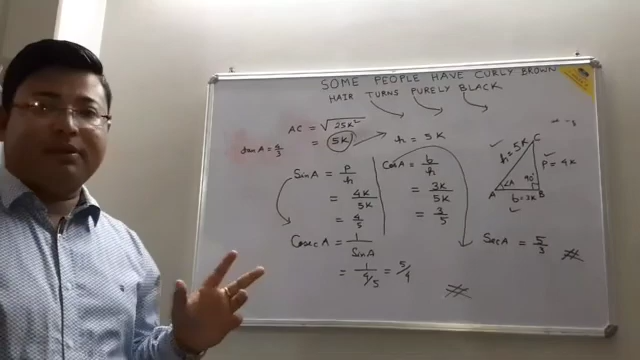 SOME PEOPLE HAVE CURLY BROWN
HAIR TURNS PURELY BLACK
AC = √25K²
= 5K
h = 5K
tan A = 4/3
Sin A = P/h
= 4K/5K
= 4/5
Cosec A = 1/Sin A
= 1/4/5 = 5/4
Cos A = b/h
= 3K/5K
= 3/5
Sec A = 5/3
C
h = 5K
P = 4K
90°
∠A
A
B
b = 3K